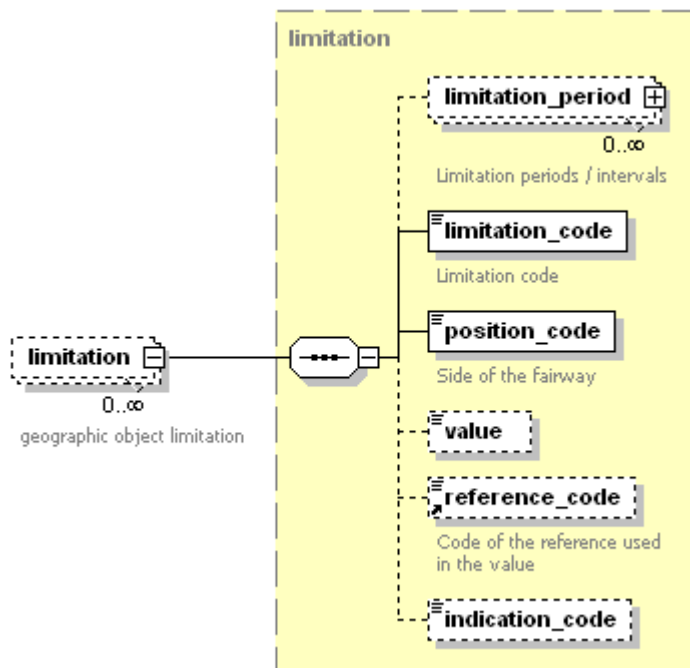 limitation
limitation_period
0..∞
Limitation periods / intervals
limitation_code
Limitation code
position_code
Side of the fairway
limitation
0..∞
geographic object limitation
value
reference_code
Code of the reference used
in the value
indication_code